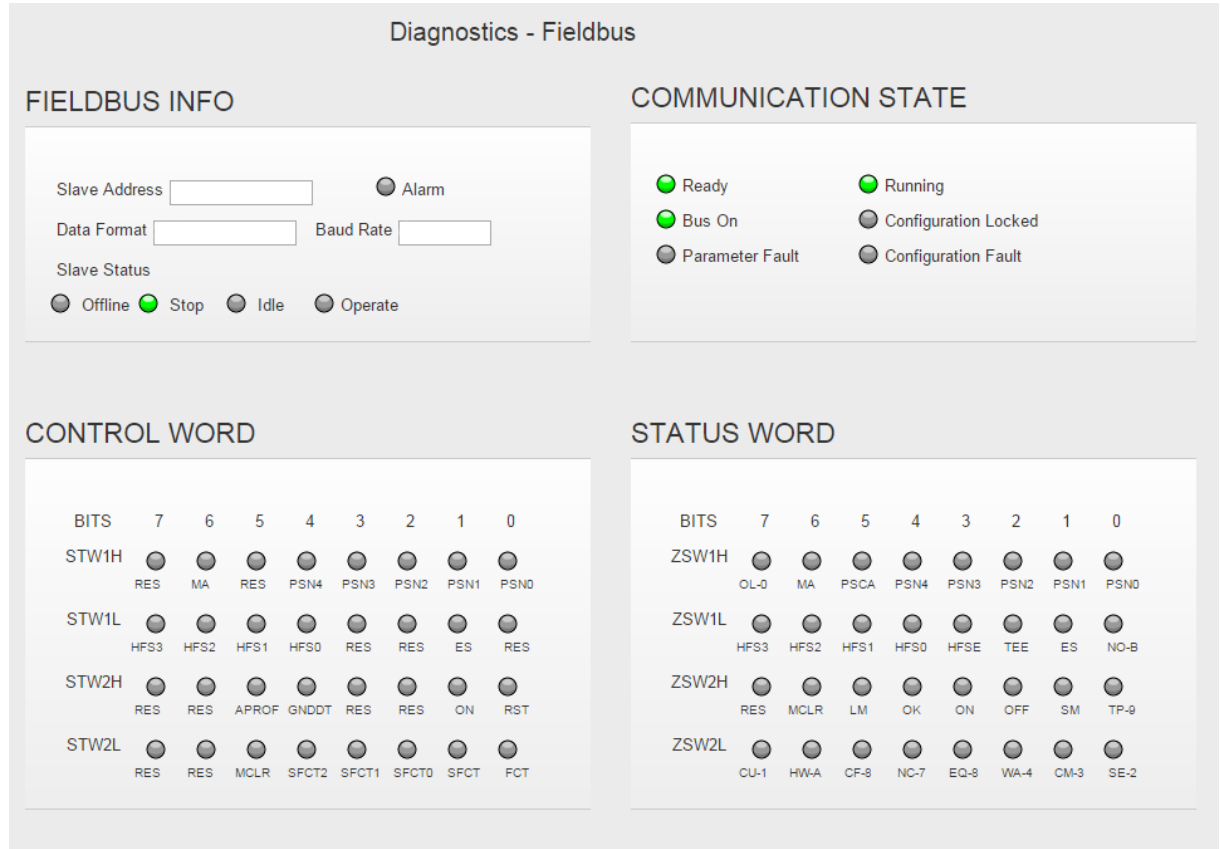 Diagnostics - Fieldbus
FIELDBUS INFO
Slave Address
Alarm
Data Format
Baud Rate
Slave Status
Offline Stop Idle Operate
COMMUNICATION STATE
Ready Running
Bus On Configuration Locked
Parameter Fault Configuration Fault
CONTROL WORD
BITS 7 6 5 4 3 2 1 0
STW1H
RES MA RES PSN4 PSN3 PSN2 PSN1 PSN0
STW1L
HFS3 HFS2 HFS1 HFS0 RES RES ES RES
STW2H
RES RES APROF GNDDT RES RES ON RST
STW2L
RES RES MCLR SFCT2 SFCT1 SFCT0 SFCT FCT
STATUS WORD
BITS 7 6 5 4 3 2 1 0
ZSW1H
OL-0 MA PSCA PSN4 PSN3 PSN2 PSN1 PSN0
ZSW1L
HFS3 HFS2 HFS1 HFS0 HFSE TEE ES NO-B
ZSW2H
RES MCLR LM OK ON OFF SM TP-9
ZSW2L
CU-1 HW-A CF-8 NC-7 EQ-8 WA-4 CM-3 SE-2